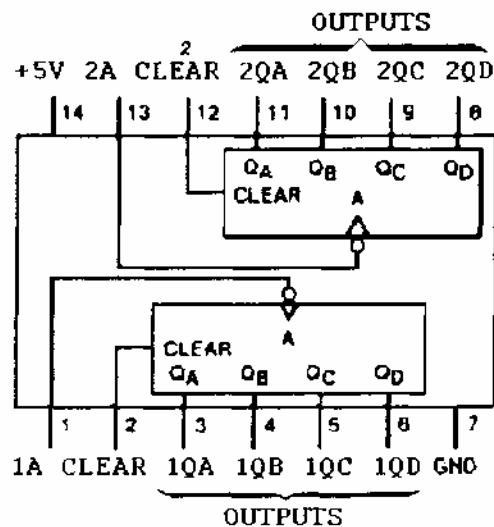 OUTPUTS
2
+5V 2A CLEAR 2QA 2QB 2QC 2QD
14 13 12 11 10 9 8
QA QB QC QD
CLEAR A
A
CLEAR
QA QB QC QD
1 2 3 4 5 6 7
1A CLEAR 1QA 1QB 1QC 1QD GND
OUTPUTS